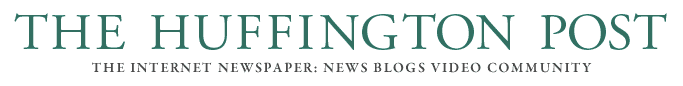 THE HUFFINGTON POST
THE INTERNET NEWSPAPER: NEWS BLOGS VIDEO COMMUNITY